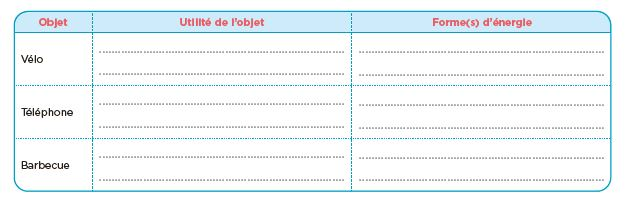 Objet Utilité de l'objet Forme(s) d'énergie
Vélo
Téléphone
Barbecue